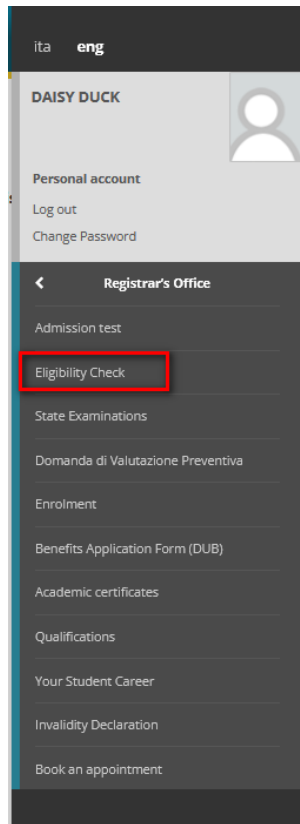 ita eng
DAISY DUCK
Personal account
Log out
Change Password
Registrar's Office
Admission test
Eligibility Check
State Examinations
Domanda di Valutazione Preventiva
Enrolment
Benefits Application Form (DUB)
Academic certificates
Qualifications
Your Student Career
Invalidity Declaration
Book an appointment